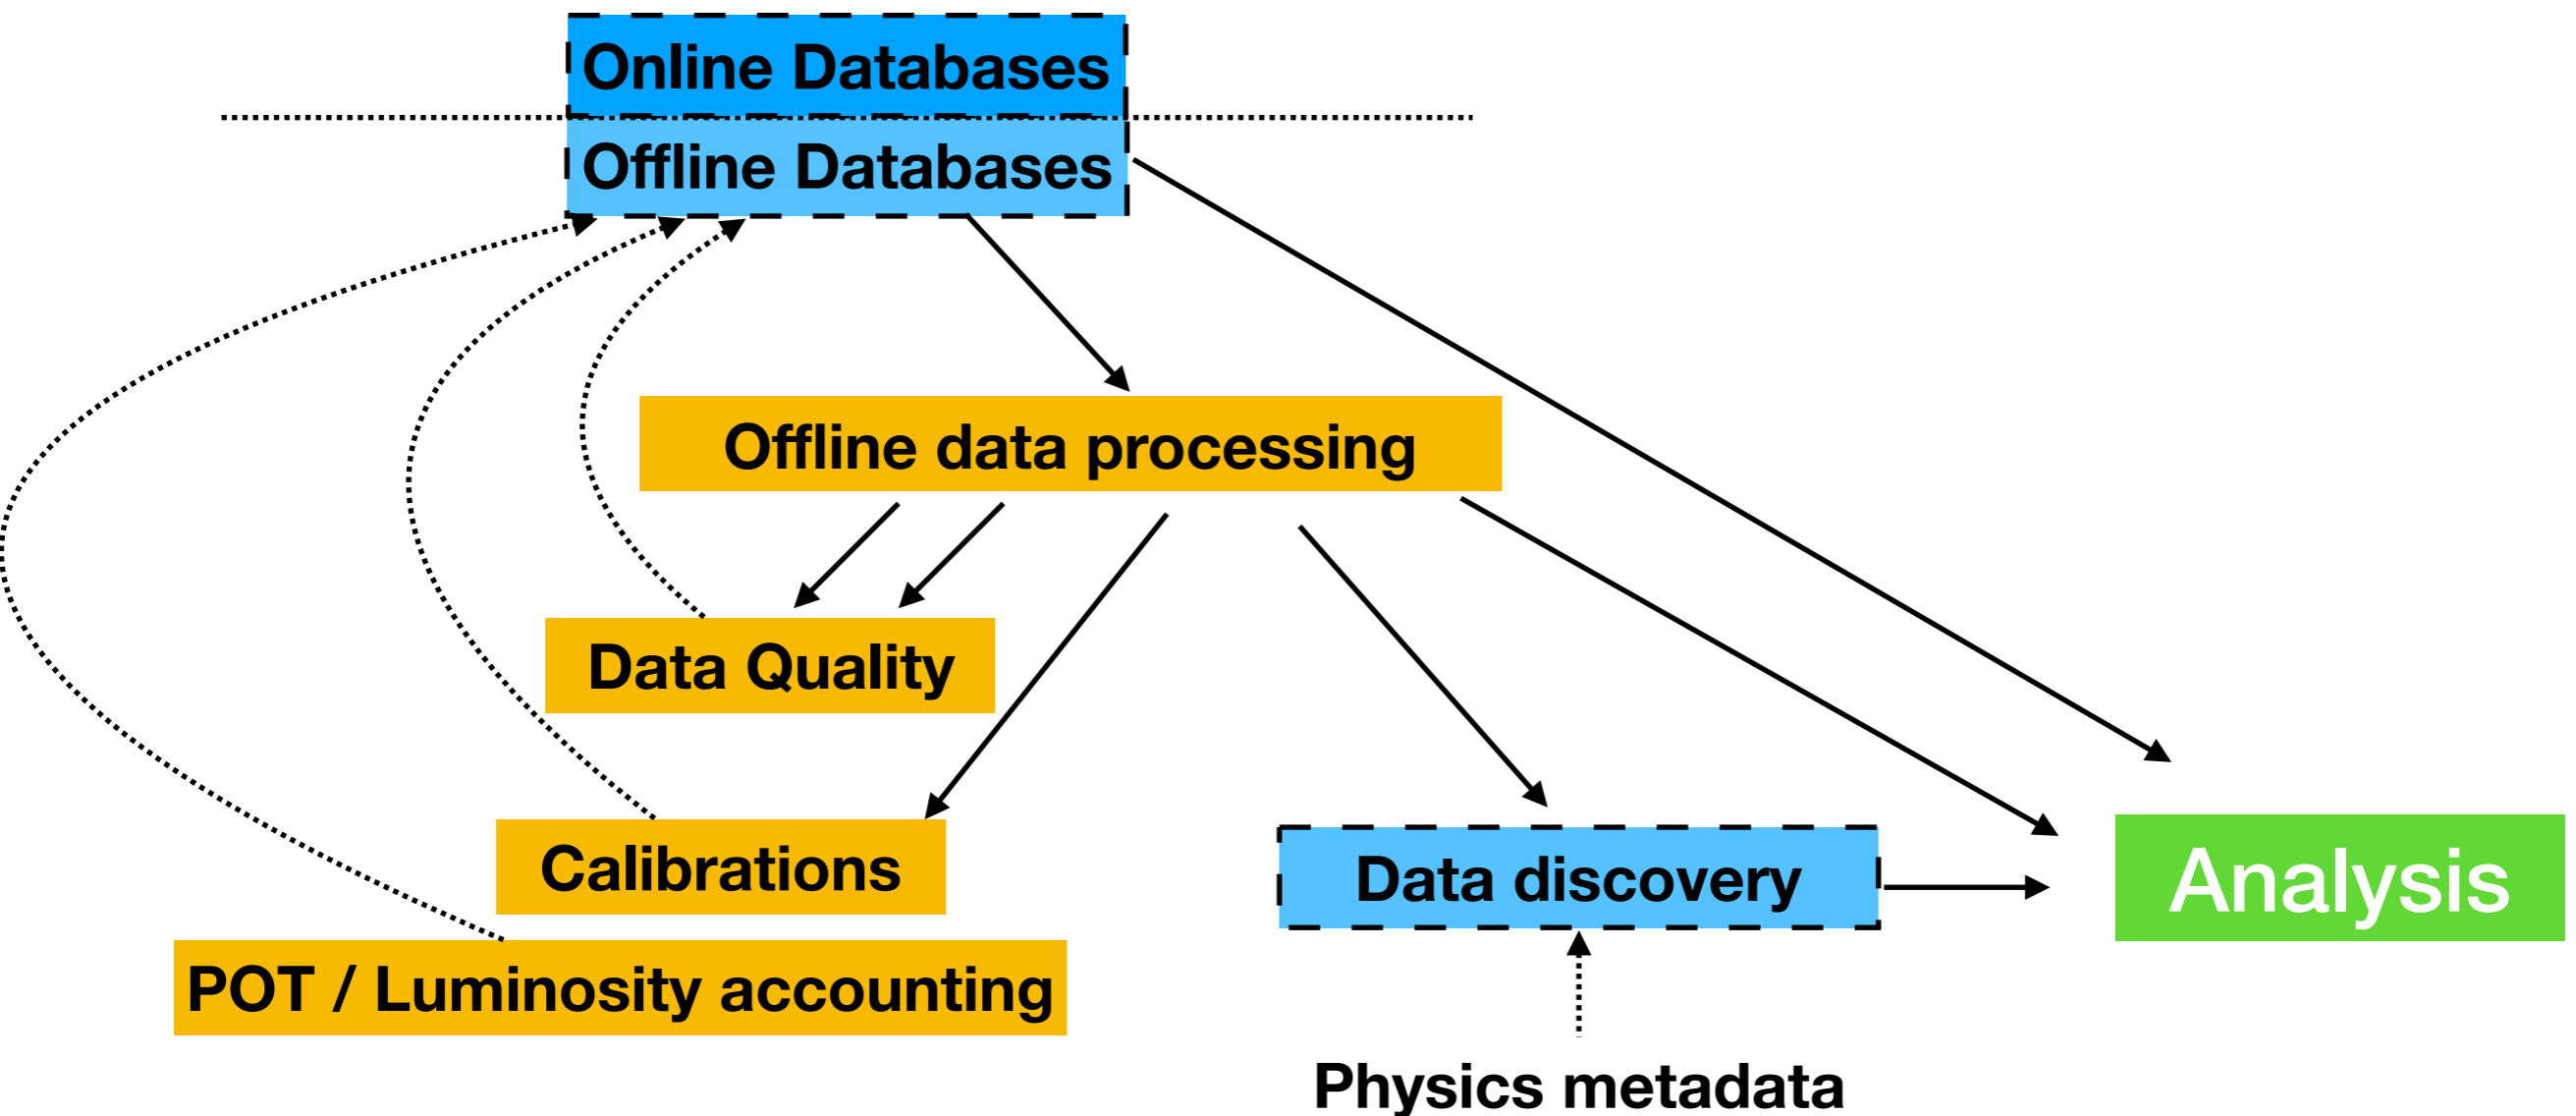 Online Databases
Offline Databases
Offline data processing
Data Quality
Calibrations
Data discovery
Analysis
POT / Luminosity accounting
Physics metadata